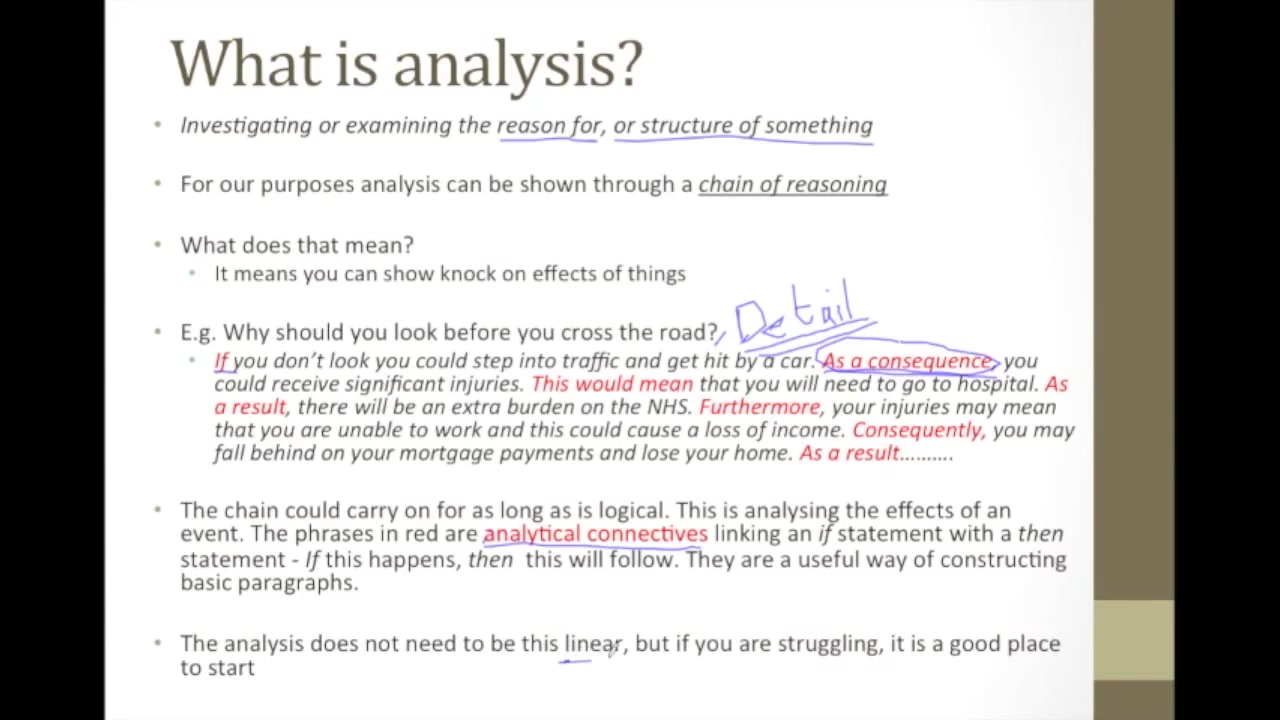 What is analysis?
• Investigating or examining the reason for, or structure of something
• For our purposes analysis can be shown through a chain of reasoning
• What does that mean?
• It means you can show knock on effects of things
Detail
• E.g. Why should you look before you cross the road?
• If you don't look you could step into traffic and get hit by a car. As a consequence, you
could receive significant injuries. This would mean that you will need to go to hospital. As
a result, there will be an extra burden on the NHS. Furthermore, your injuries may mean
that you are unable to work and this could cause a loss of income. Consequently, you may
fall behind on your mortgage payments and lose your home. As a result..........
• The chain could carry on for as long as is logical. This is analysing the effects of an
event. The phrases in red are analytical connectives linking an if statement with a then
statement - If this happens, then this will follow. They are a useful way of constructing
basic paragraphs.
• The analysis does not need to be this linear, but if you are struggling, it is a good place
to start